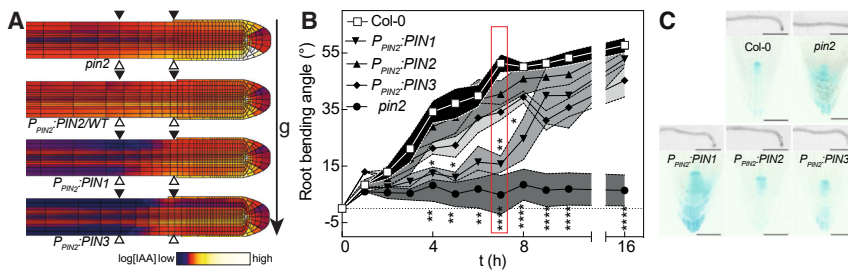 A
pin2
P_PIN2:PIN2/WT
P_PIN2:PIN1
P_PIN2:PIN3
g
log[IAA] low high
B
Root bending angle (°)
55
35
15
-5
Col-0
P_PIN2:PIN1
P_PIN2:PIN2
P_PIN2:PIN3
pin2
0 4 8 12 16
t (h)
C
Col-0 pin2
P_PIN2:PIN1 P_PIN2:PIN2 P_PIN2:PIN3